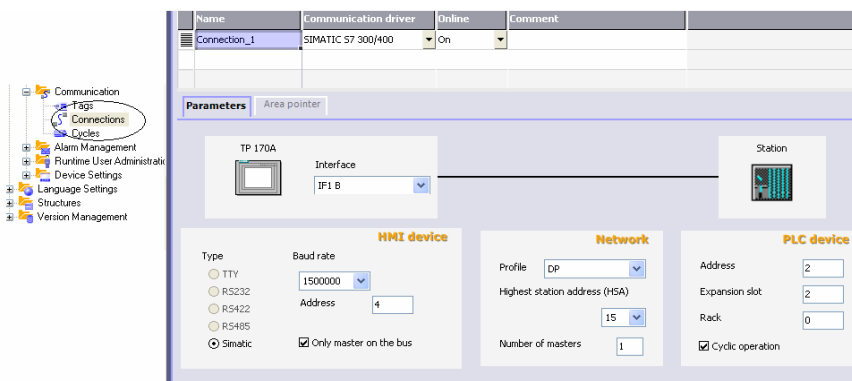 Name Communication driver Online Comment
Connection_1 SIMATIC S7 300/400 On
Communication
Tags
Connections
Cycles
Alarm Management
Runtime User Administratio
Device Settings
Language Settings
Structures
Version Management
Parameters Area pointer
TP 170A
Interface
IF1 B
Station
HMI device
Type
TTY
RS232
RS422
RS485
Simatic
Baud rate
1500000
Address 4
Only master on the bus
Network
Profile DP
Highest station address (HSA)
15
Number of masters 1
PLC device
Address 2
Expansion slot 2
Rack 0
Cyclic operation